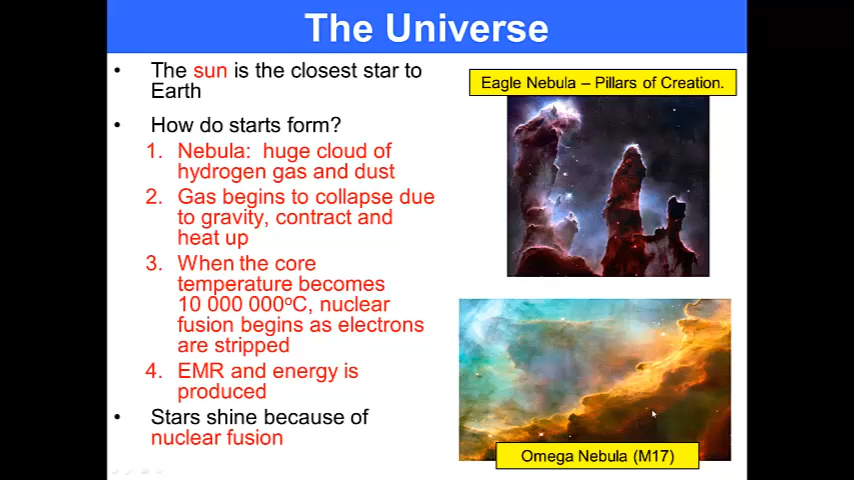 The Universe
• The sun is the closest star to
Earth
• How do starts form?
1. Nebula: huge cloud of
hydrogen gas and dust
2. Gas begins to collapse due
to gravity, contract and
heat up
3. When the core
temperature becomes
10 000 000ºC, nuclear
fusion begins as electrons
are stripped
4. EMR and energy is
produced
• Stars shine because of
nuclear fusion
Eagle Nebula – Pillars of Creation.
Omega Nebula (M17)